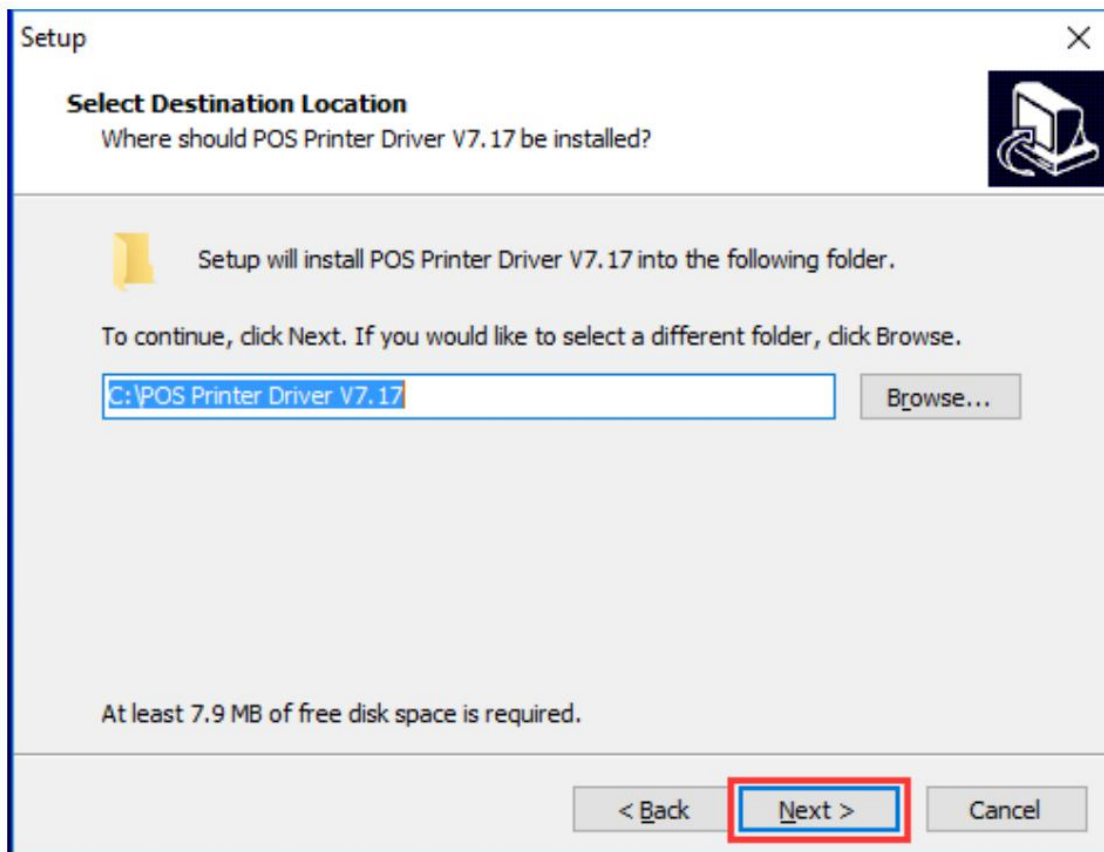 Setup
Select Destination Location
Where should POS Printer Driver V7.17 be installed?
Setup will install POS Printer Driver V7.17 into the following folder.
To continue, click Next. If you would like to select a different folder, click Browse.
C:\POS Printer Driver V7.17
Browse...
At least 7.9 MB of free disk space is required.
< Back
Next >
Cancel